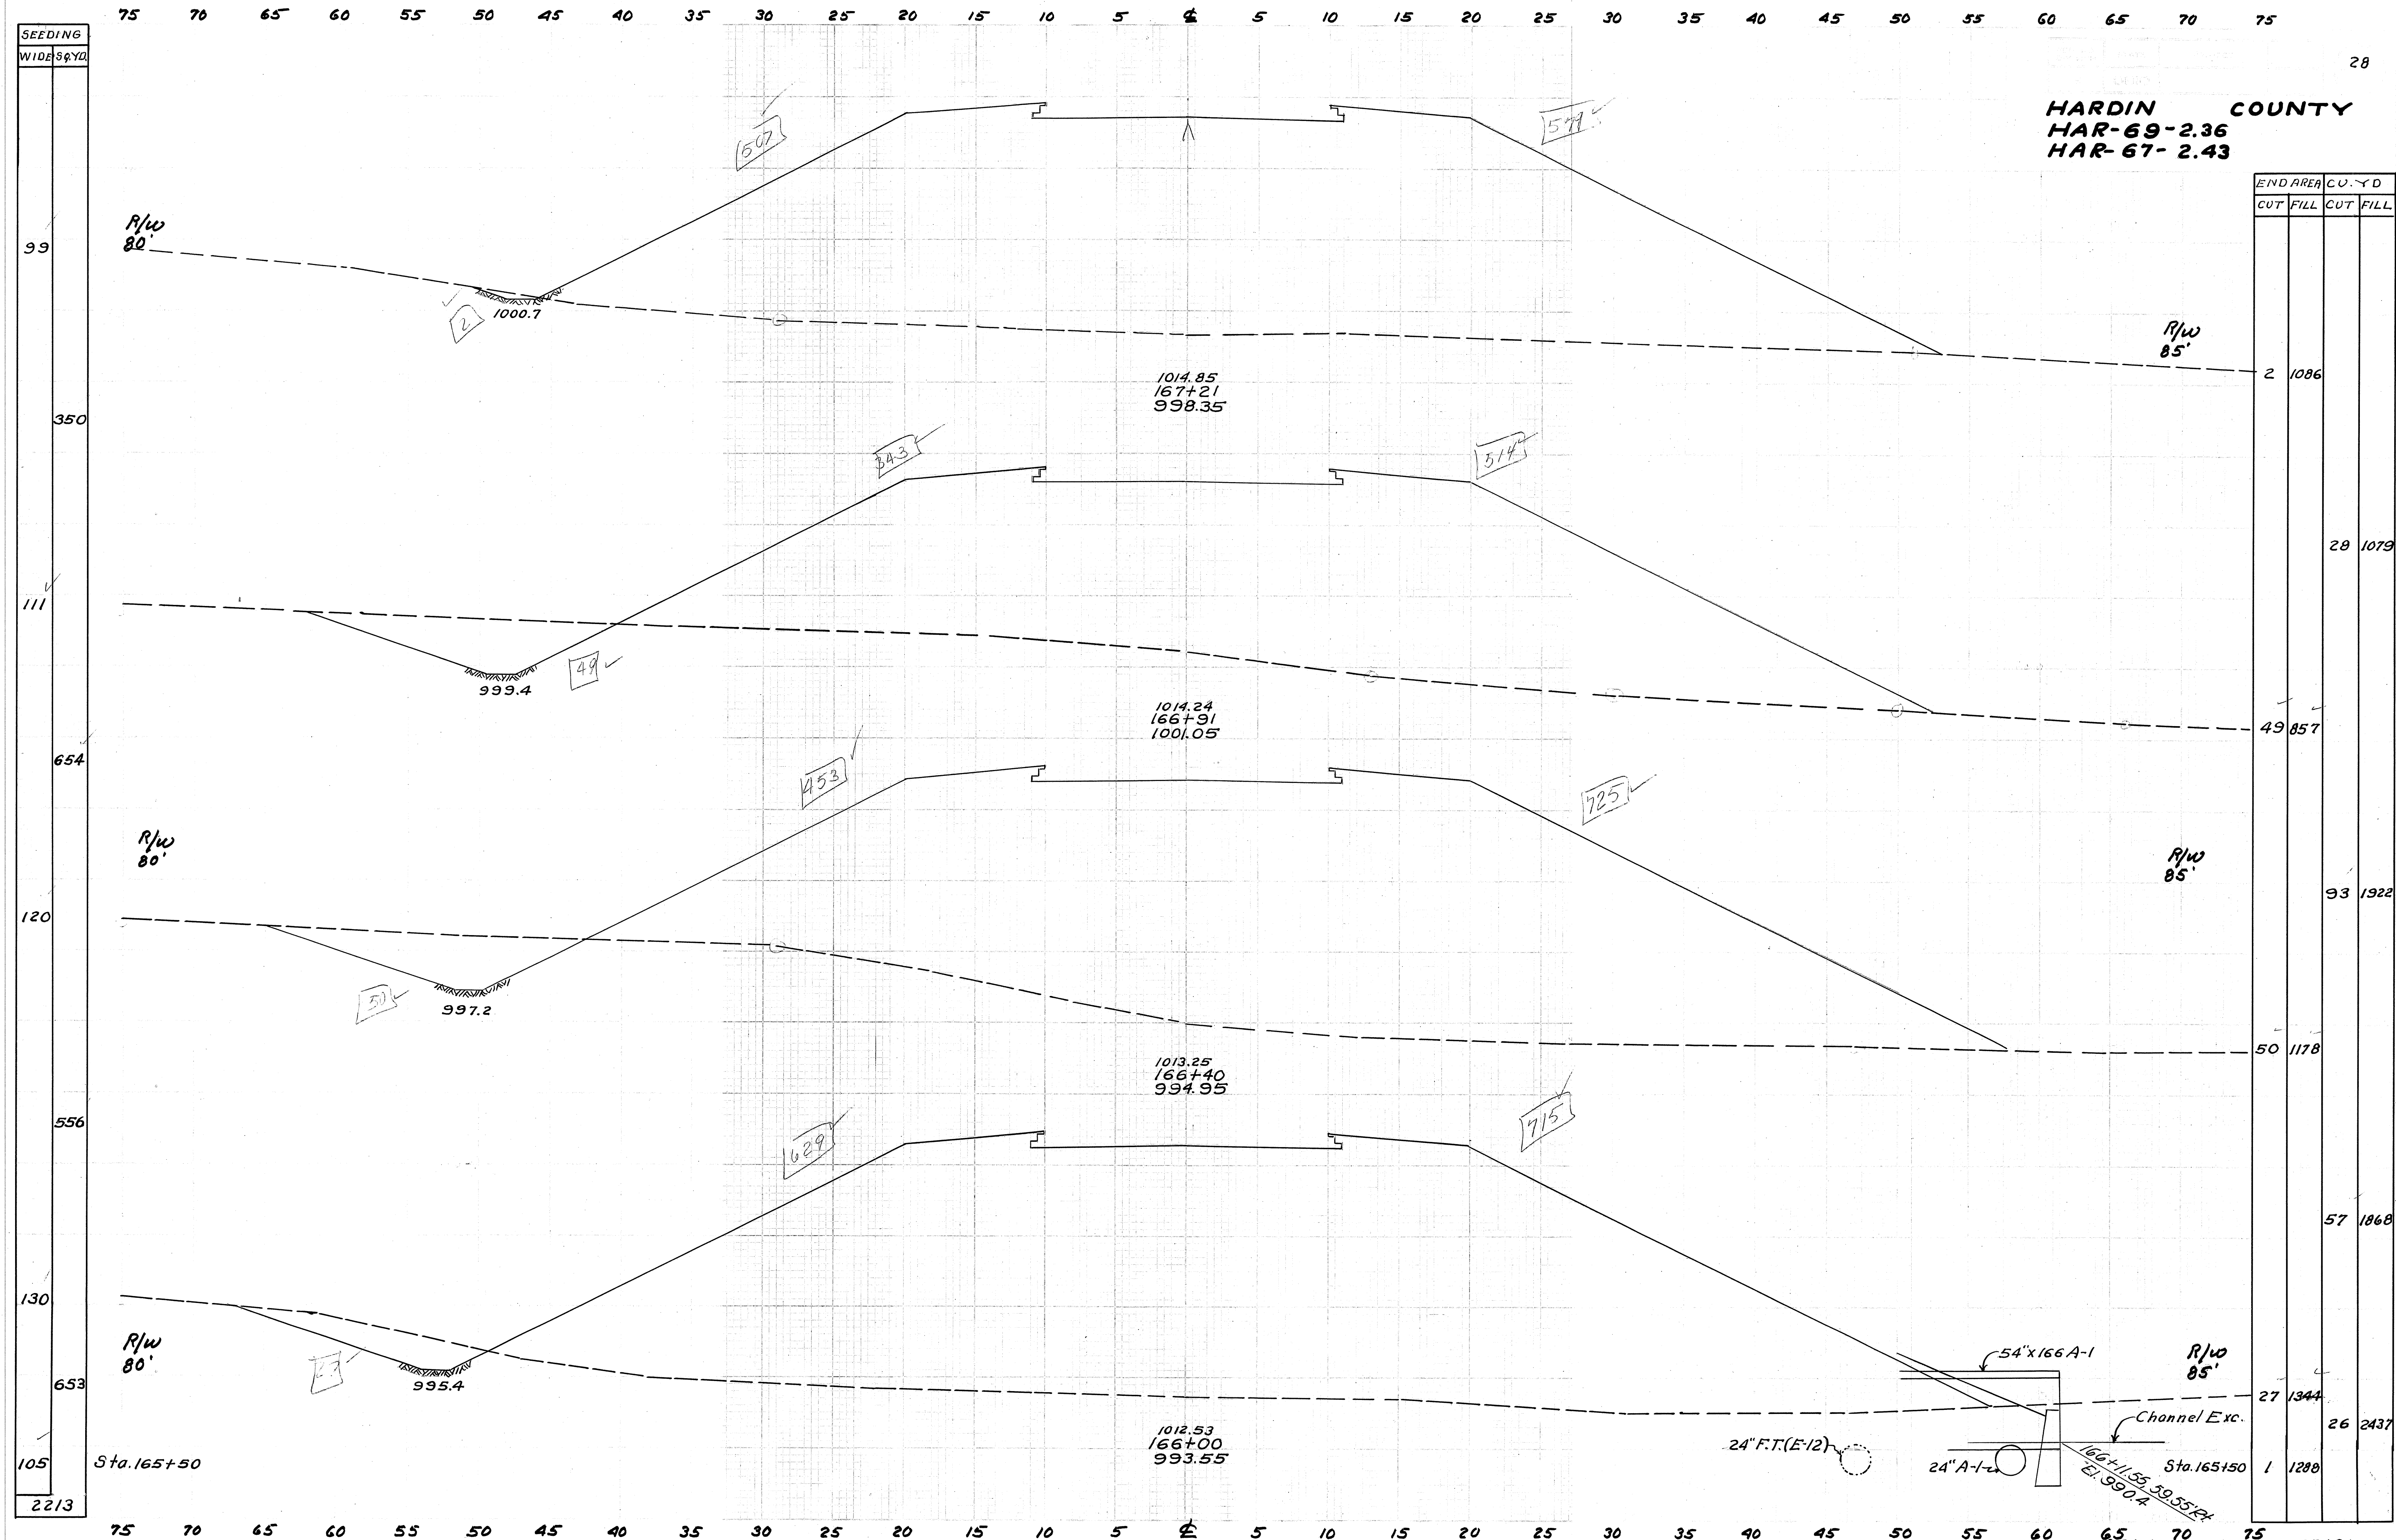 75 70 65 60 55 50 45 40 35 30 25 20 15 10 5 ℄ 5 10 15 20 25 30 35 40 45 50 55 60 65 70 75
28
HARDIN COUNTY
HAR-69-2.36
HAR-67-2.43
SEEDING
WIDE SQ.YD.
END AREA CU. YD
CUT FILL CUT FILL
507
579
R/W
80'
99
2
1000.7
R/W
85'
1014.85
167+21
998.35
2 1086
350
343
514
28 1079
111
49
999.4
1014.24
166+91
1001.05
49 857
654
453
725
R/W
80'
R/W
85'
93 1922
120
50
997.2
1013.25
166+40
994.95
50 1178
556
629
715
57 1868
130
R/W
80'
27
995.4
54"x166 A-1
R/W
85'
653
27 1344
Channel Exc.
26 2437
1012.53
166+00
993.55
24" F.T.(E-12)
24" A-1
166+11.55, 59.55' Rt.
El. 990.4
105 Sta. 165+50
Sta. 165+50 1 1288
2213
75 70 65 60 55 50 45 40 35 30 25 20 15 10 5 ℄ 5 10 15 20 25 30 35 40 45 50 55 60 65 70 75